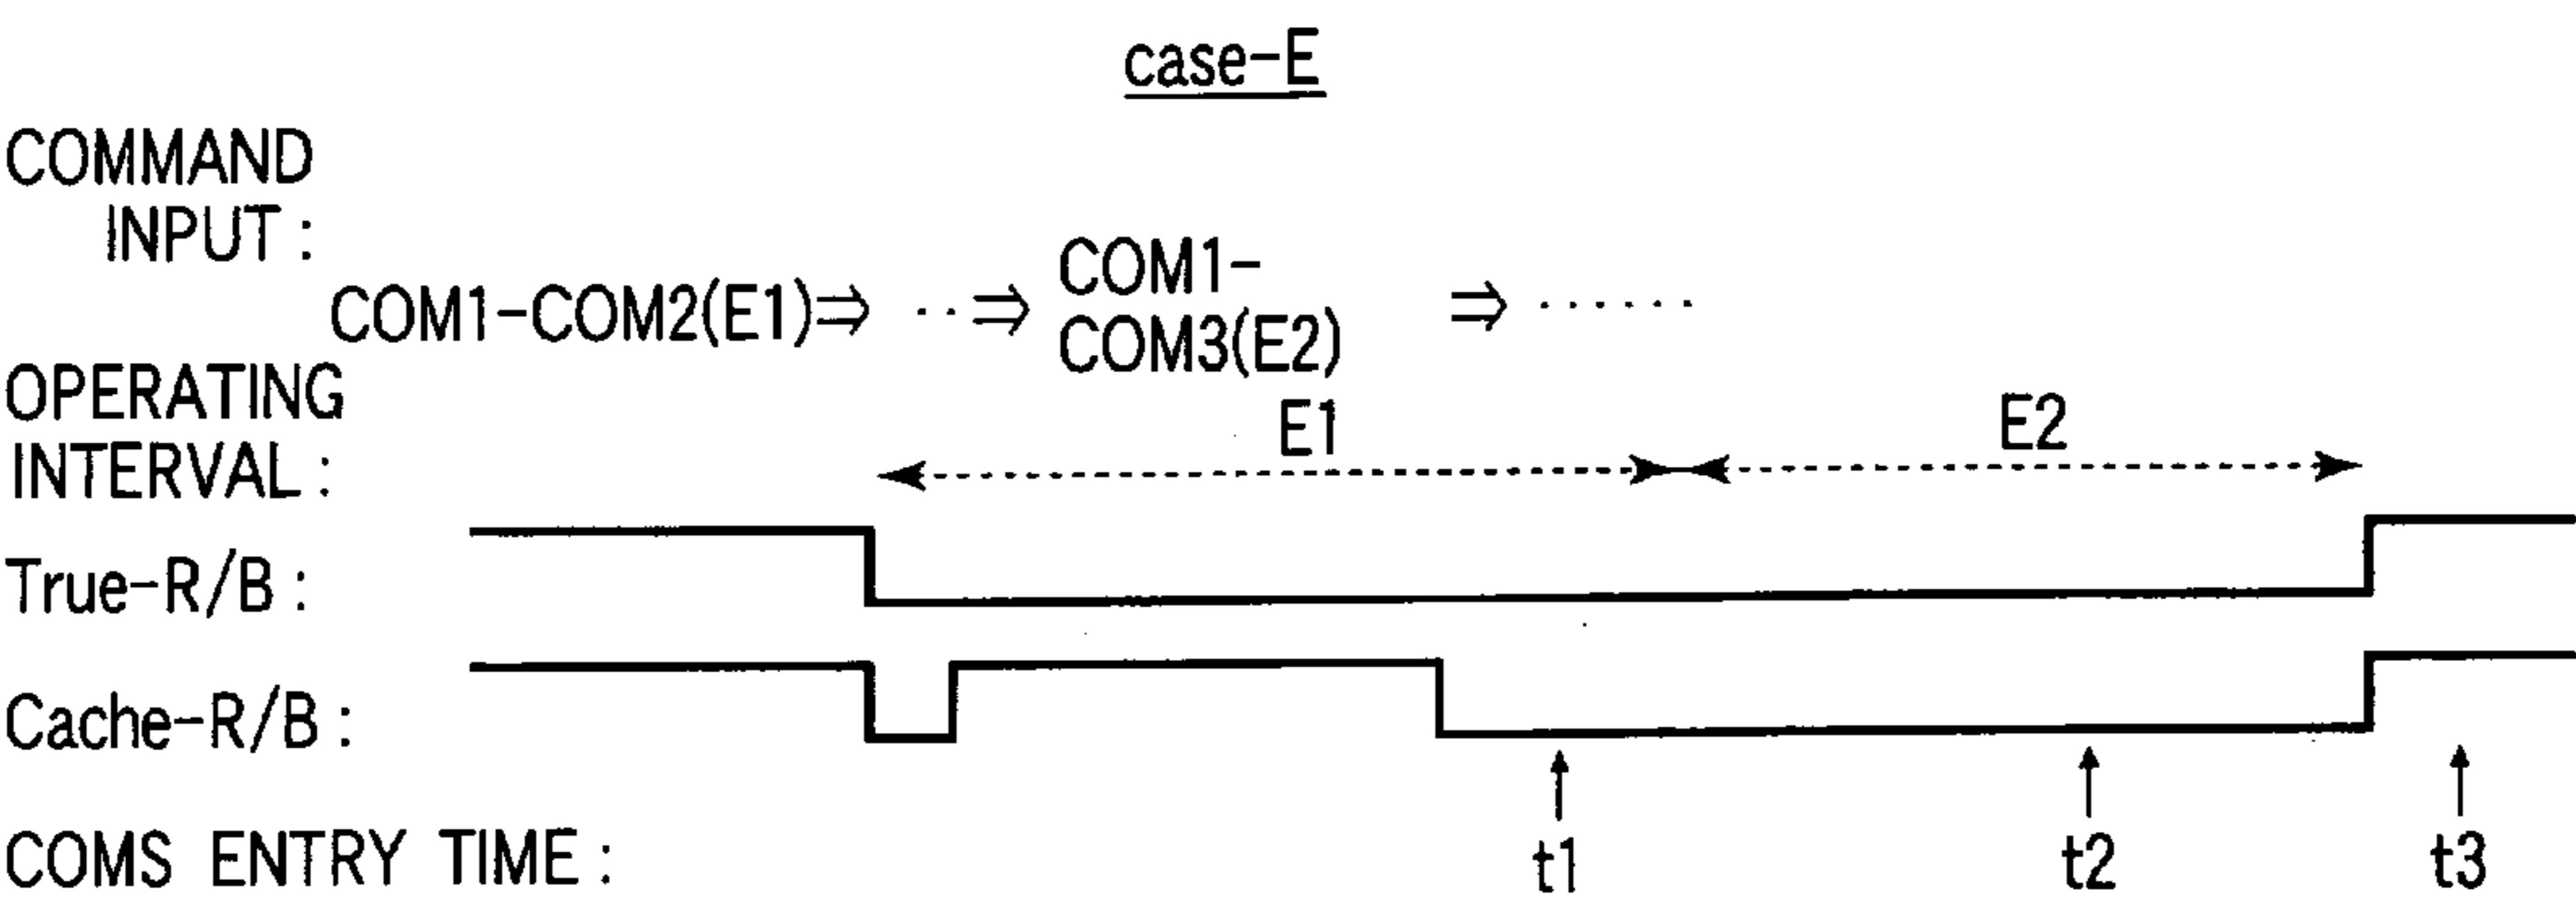 case-E
COMMAND
INPUT :
COM1-COM2(E1)⇒ ··⇒ COM1-
COM3(E2) ⇒ ······
OPERATING
INTERVAL :
E1 E2
True-R/B :
Cache-R/B :
COMS ENTRY TIME : t1 t2 t3